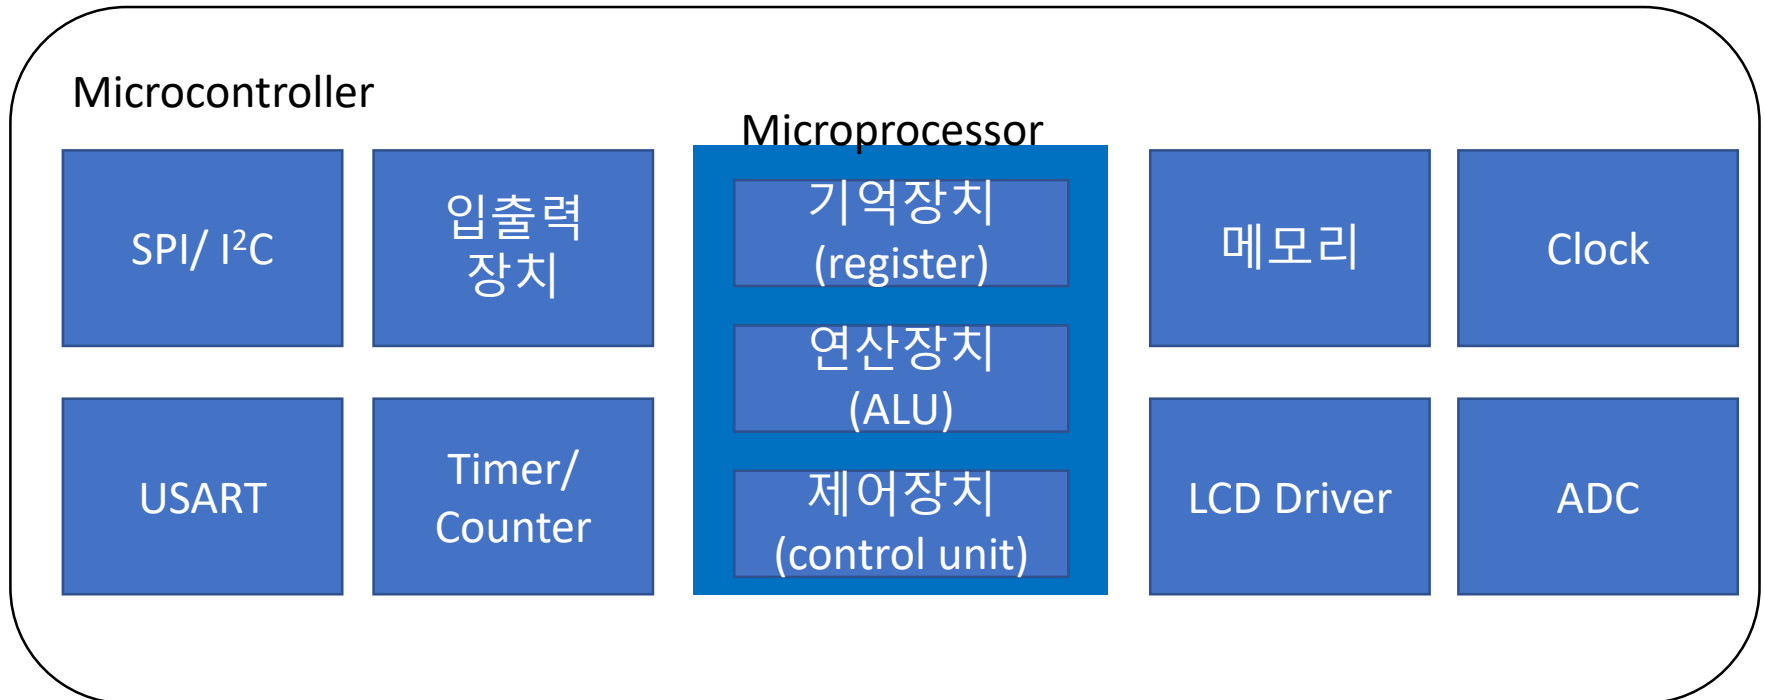 Microcontroller
Microprocessor
SPI/ I²C
입출력
장치
기억장치
(register)
연산장치
(ALU)
제어장치
(control unit)
메모리
Clock
USART
Timer/
Counter
LCD Driver
ADC